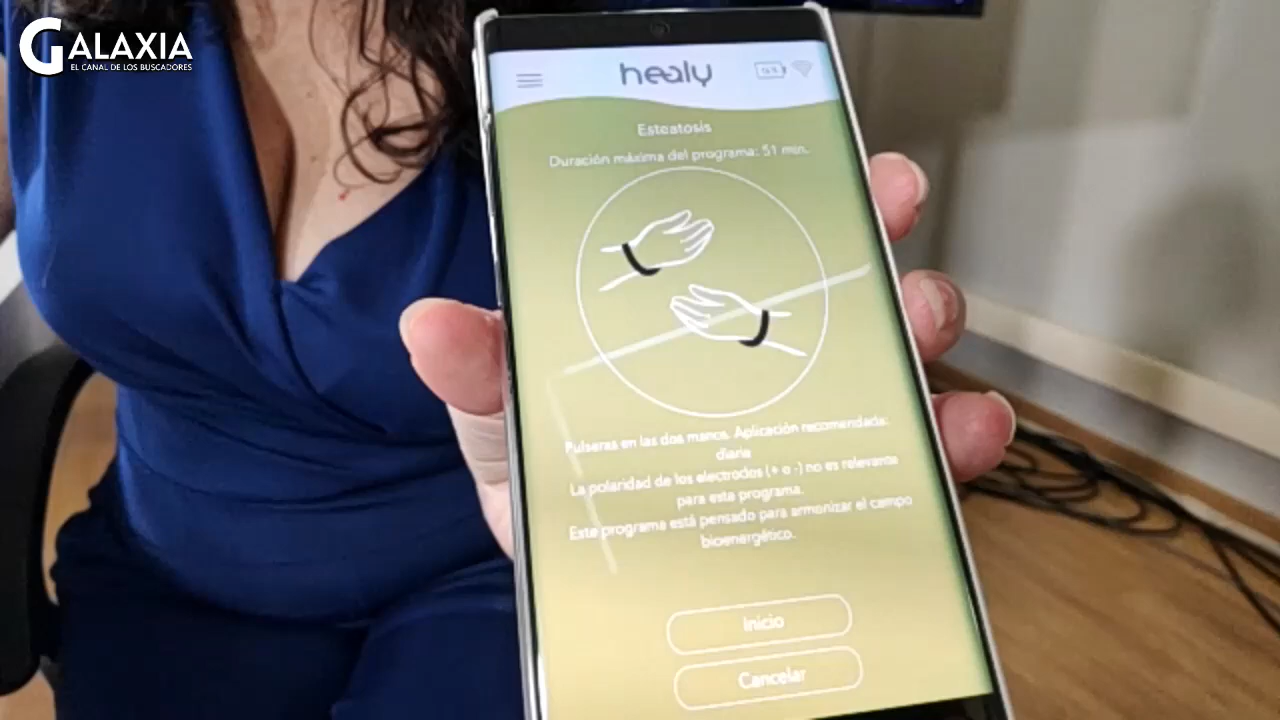 GALAXIA
EL CANAL DE LOS BUSCADORES
healy
Esteatosis
Duración máxima del programa: 51 min.
Pulseras en las dos manos. Aplicación recomendada:
diaria
La polaridad de los electrodos (+ o -) no es relevante
para este programa.
Este programa está pensado para armonizar el campo
bioenergético.
Inicio
Cancelar